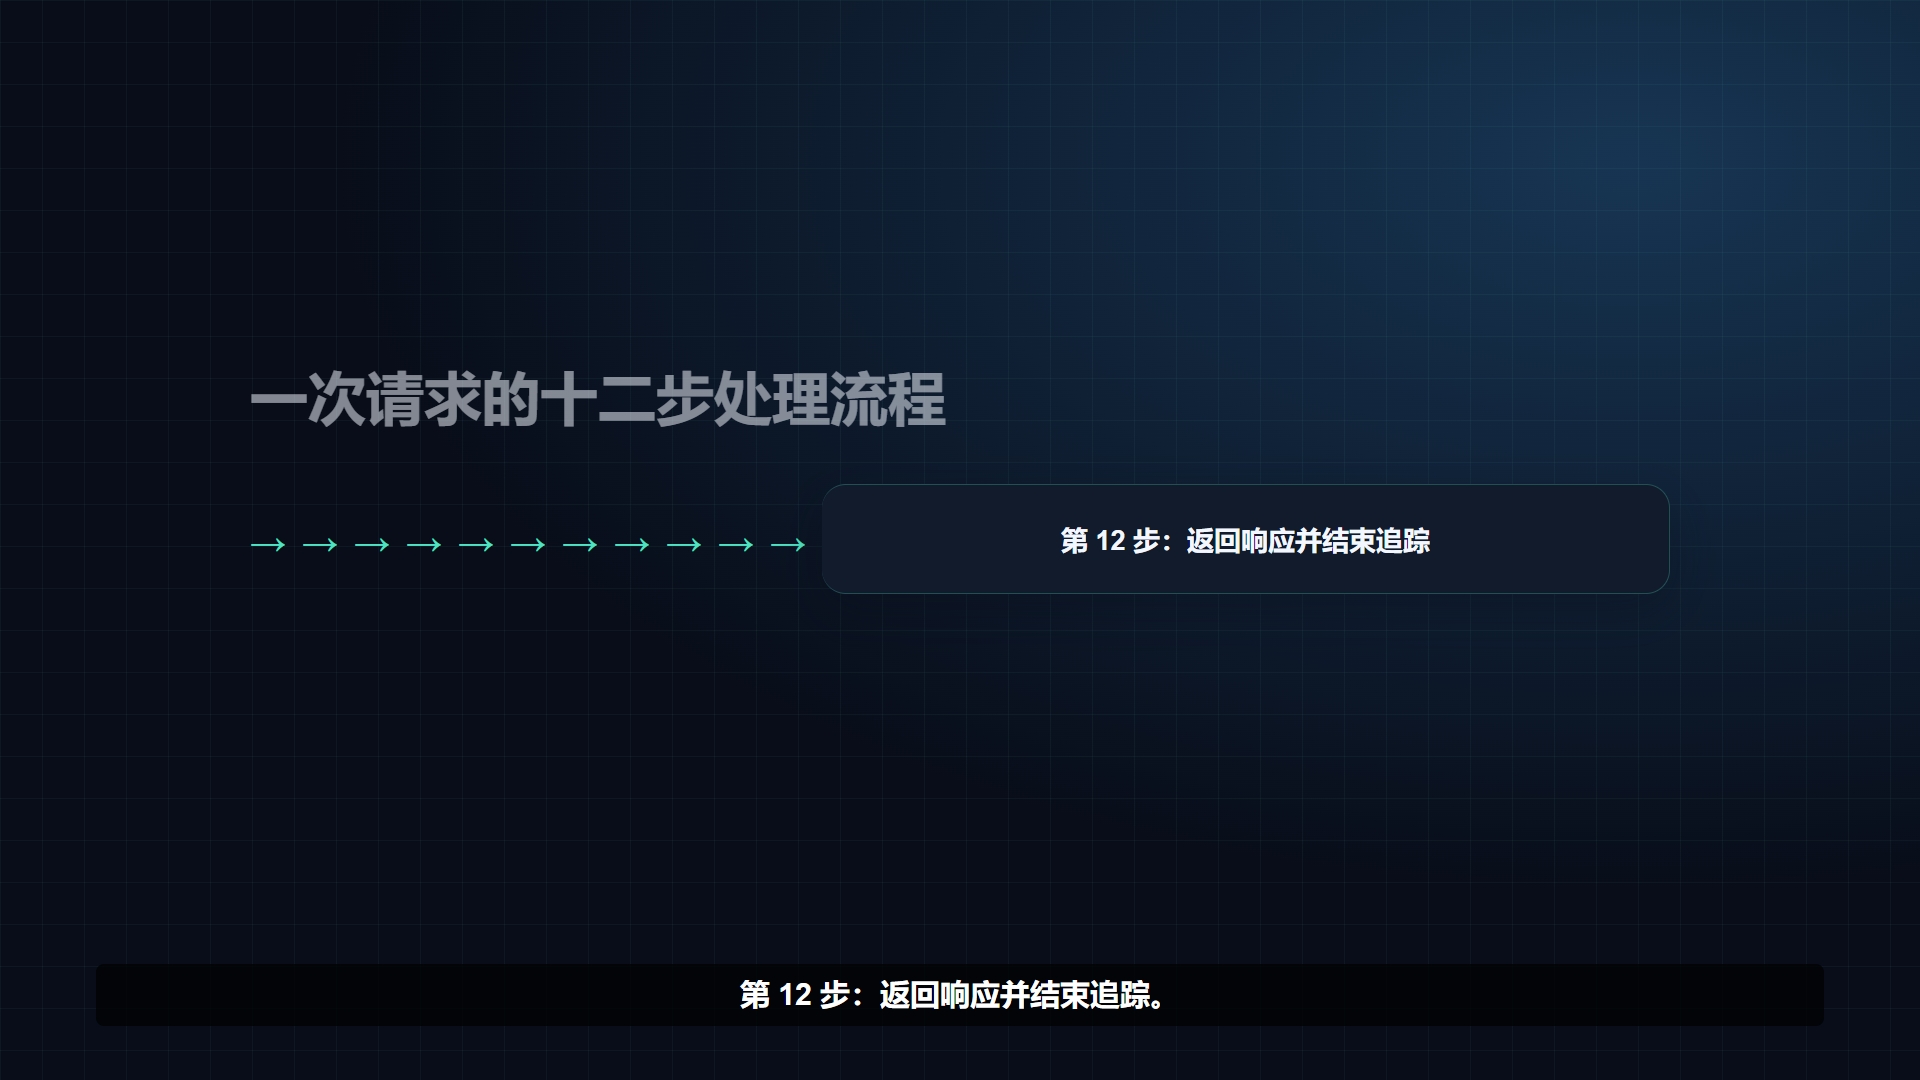 一次请求的十二步处理流程
→ → → → → → → → → → → 第 12 步：返回响应并结束追踪
第 12 步：返回响应并结束追踪。